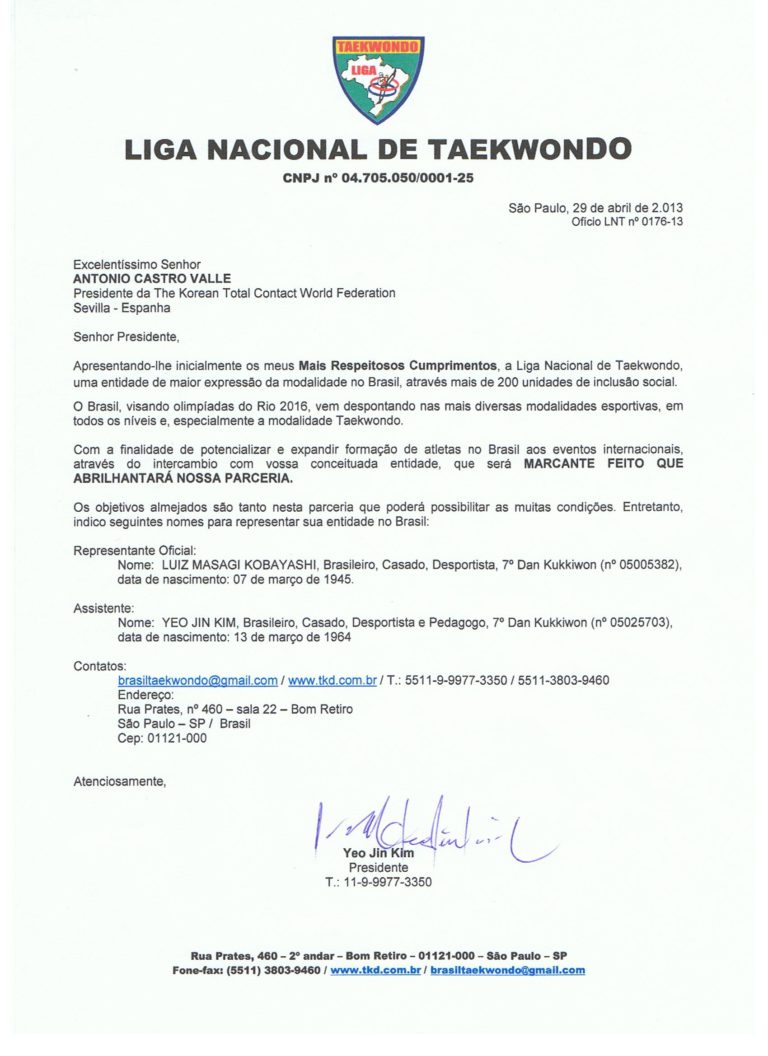 TAEKWONDO
LIGA
LIGA NACIONAL DE TAEKWONDO
CNPJ nº 04.705.050/0001-25
São Paulo, 29 de abril de 2.013
Ofício LNT nº 0176-13
Excelentíssimo Senhor
ANTONIO CASTRO VALLE
Presidente da The Korean Total Contact World Federation
Sevilla - Espanha
Senhor Presidente,
Apresentando-lhe inicialmente os meus Mais Respeitosos Cumprimentos, a Liga Nacional de Taekwondo,
uma entidade de maior expressão da modalidade no Brasil, através mais de 200 unidades de inclusão social.
O Brasil, visando olimpíadas do Rio 2016, vem despontando nas mais diversas modalidades esportivas, em
todos os níveis e, especialmente a modalidade Taekwondo.
Com a finalidade de potencializar e expandir formação de atletas no Brasil aos eventos internacionais,
através do intercambio com vossa conceituada entidade, que será MARCANTE FEITO QUE
ABRILHANTARÁ NOSSA PARCERIA.
Os objetivos almejados são tanto nesta parceria que poderá possibilitar as muitas condições. Entretanto,
indico seguintes nomes para representar sua entidade no Brasil:
Representante Oficial:
Nome: LUIZ MASAGI KOBAYASHI, Brasileiro, Casado, Desportista, 7º Dan Kukkiwon (nº 05005382),
data de nascimento: 07 de março de 1945.
Assistente:
Nome: YEO JIN KIM, Brasileiro, Casado, Desportista e Pedagogo, 7º Dan Kukkiwon (nº 05025703),
data de nascimento: 13 de março de 1964
Contatos:
brasiltaekwondo@gmail.com / www.tkd.com.br / T.: 5511-9-9977-3350 / 5511-3803-9460
Endereço:
Rua Prates, nº 460 – sala 22 – Bom Retiro
São Paulo – SP / Brasil
Cep: 01121-000
Atenciosamente,
Yeo Jin Kim
Presidente
T.: 11-9-9977-3350
Rua Prates, 460 – 2º andar – Bom Retiro – 01121-000 – São Paulo – SP
Fone-fax: (5511) 3803-9460 / www.tkd.com.br / brasiltaekwondo@gmail.com